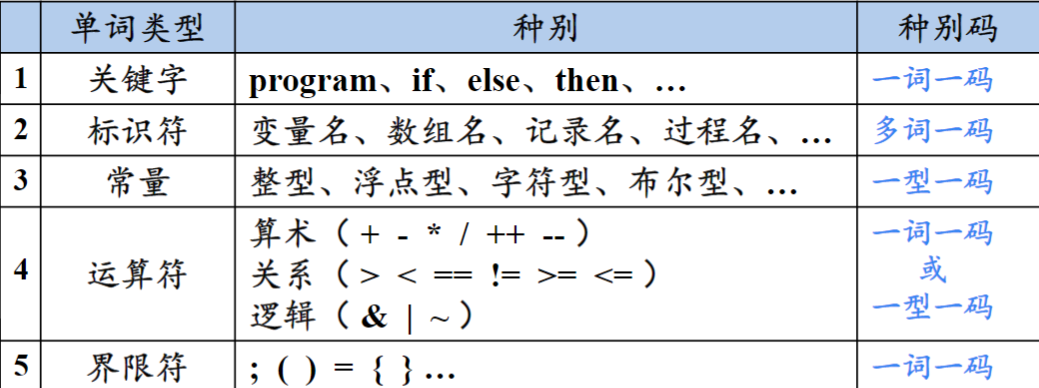 单词类型 种别 种别码
1 关键字 program、if、else、then、… 一词一码
2 标识符 变量名、数组名、记录名、过程名、… 多词一码
3 常量 整型、浮点型、字符型、布尔型、… 一型一码
4 运算符 算术（ + - * / ++ -- ） 一词一码
关系（ > < == != >= <= ） 或
逻辑（ & | ~ ） 一型一码
5 界限符 ; ( ) = { } … 一词一码